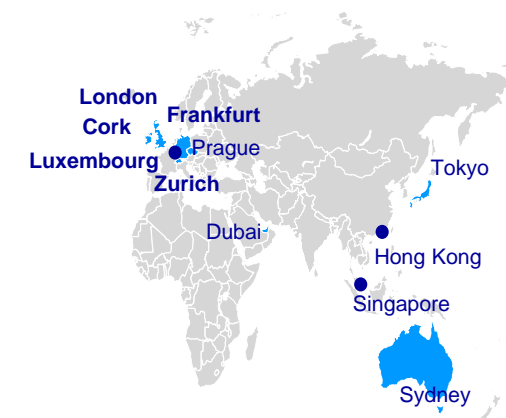 London
Frankfurt
Cork
Prague
Luxembourg
Tokyo
Zurich
Dubai
Hong Kong
Singapore
Sydney